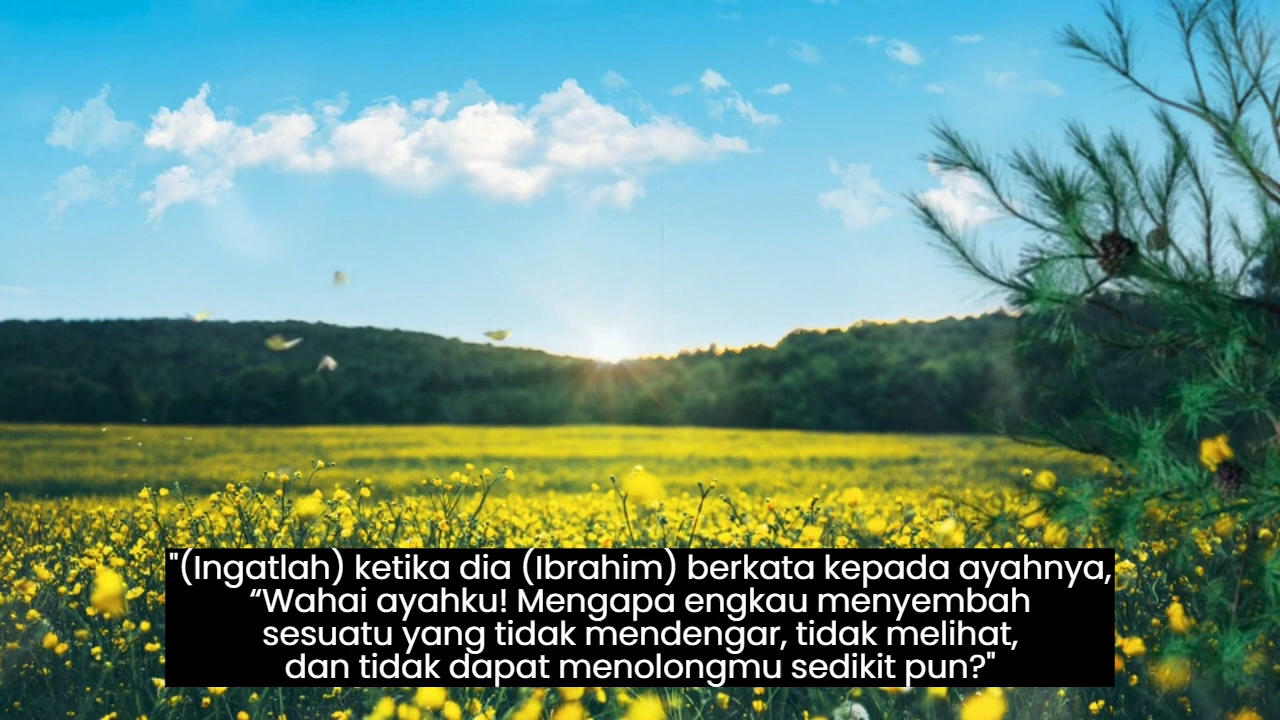 "(Ingatlah) ketika dia (Ibrahim) berkata kepada ayahnya,
“Wahai ayahku! Mengapa engkau menyembah
sesuatu yang tidak mendengar, tidak melihat,
dan tidak dapat menolongmu sedikit pun?"